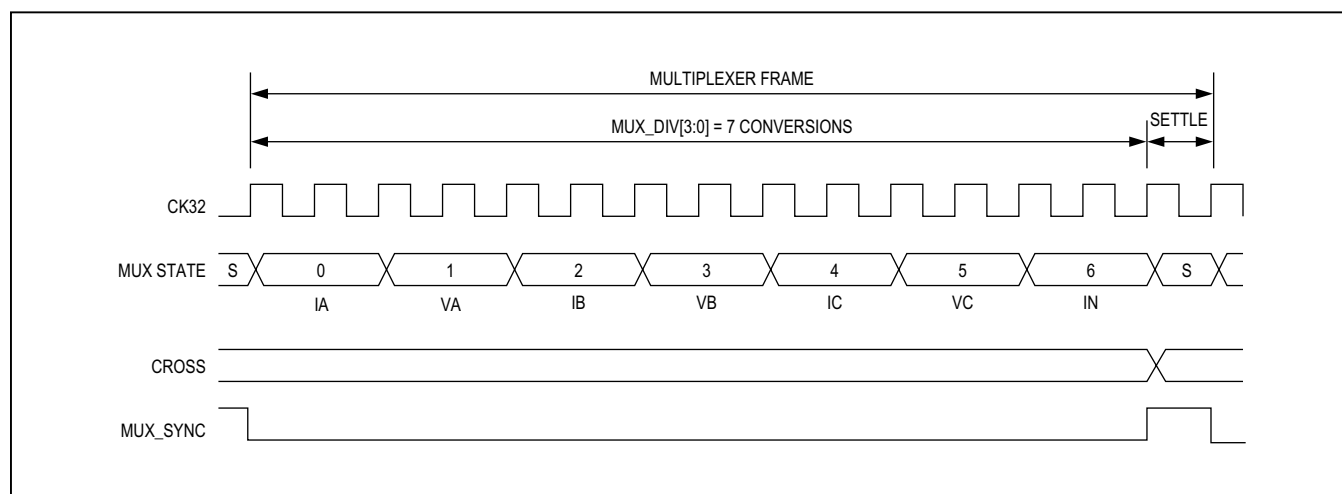 MULTIPLEXER FRAME
MUX_DIV[3:0] = 7 CONVERSIONS SETTLE
CK32
MUX STATE S 0 1 2 3 4 5 6 S
IA VA IB VB IC VC IN
CROSS
MUX_SYNC